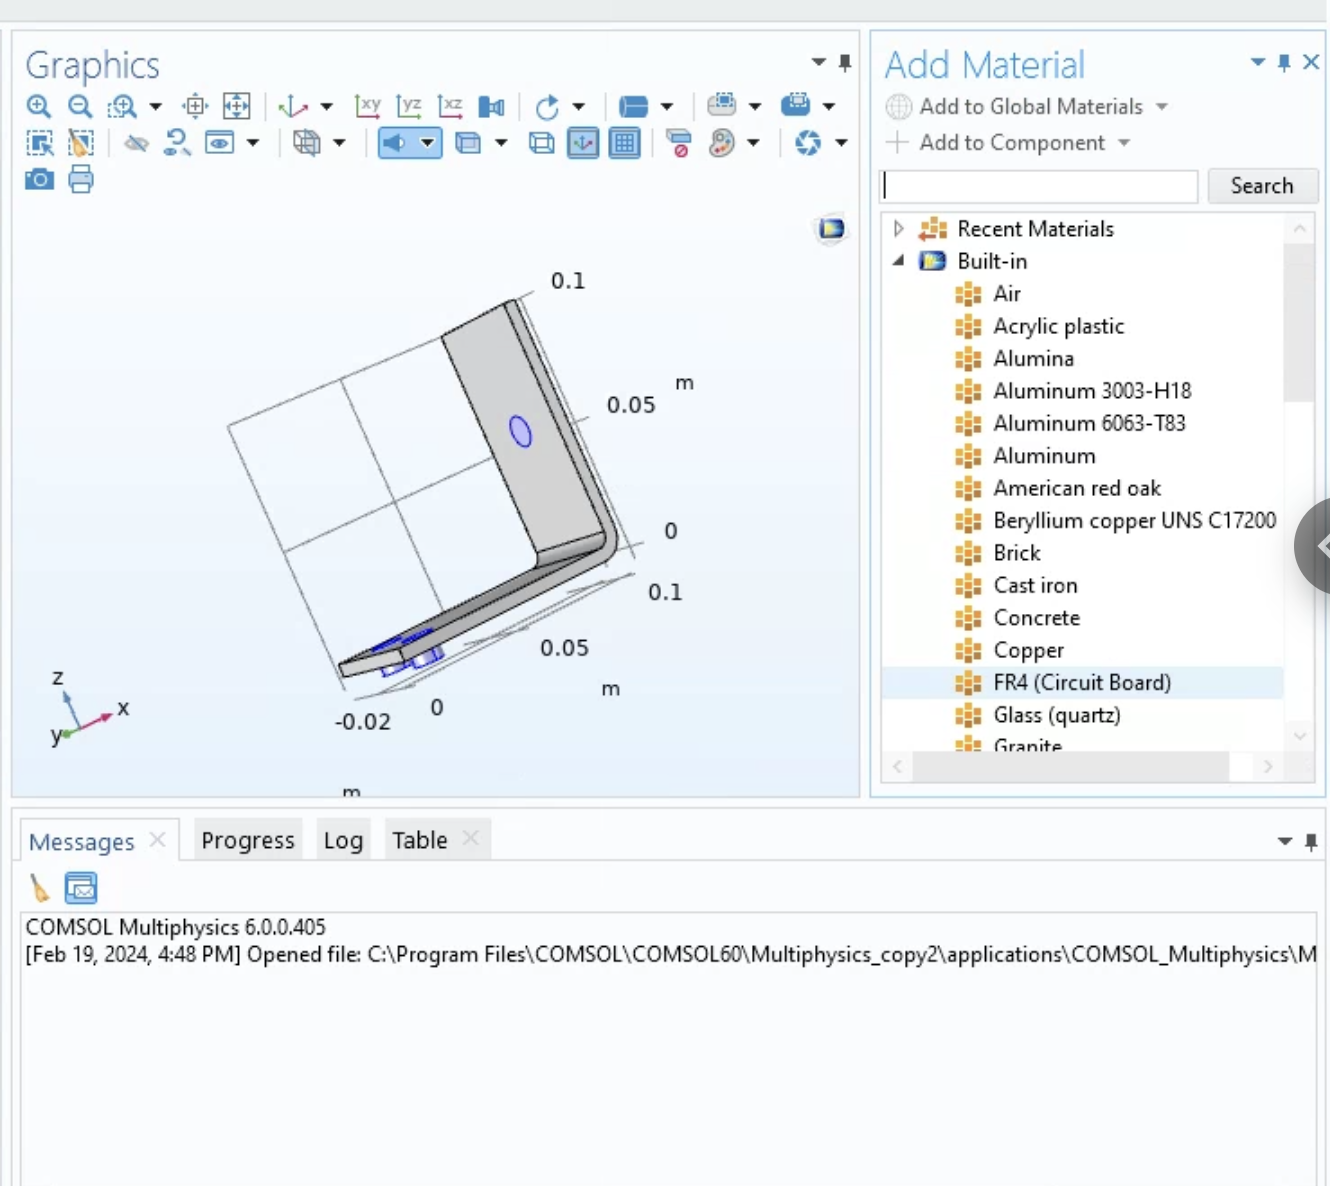 Graphics
xy yz xz
0.1
m
0.05
0
0.1
0.05
m
0
-0.02
m
z
x
y
Add Material
Add to Global Materials
Add to Component
Search
Recent Materials
Built-in
Air
Acrylic plastic
Alumina
Aluminum 3003-H18
Aluminum 6063-T83
Aluminum
American red oak
Beryllium copper UNS C17200
Brick
Cast iron
Concrete
Copper
FR4 (Circuit Board)
Glass (quartz)
Granite
Messages Progress Log Table
COMSOL Multiphysics 6.0.0.405
[Feb 19, 2024, 4:48 PM] Opened file: C:\Program Files\COMSOL\COMSOL60\Multiphysics_copy2\applications\COMSOL_Multiphysics\M